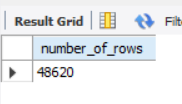 Result Grid Filt
number_of_rows
48620